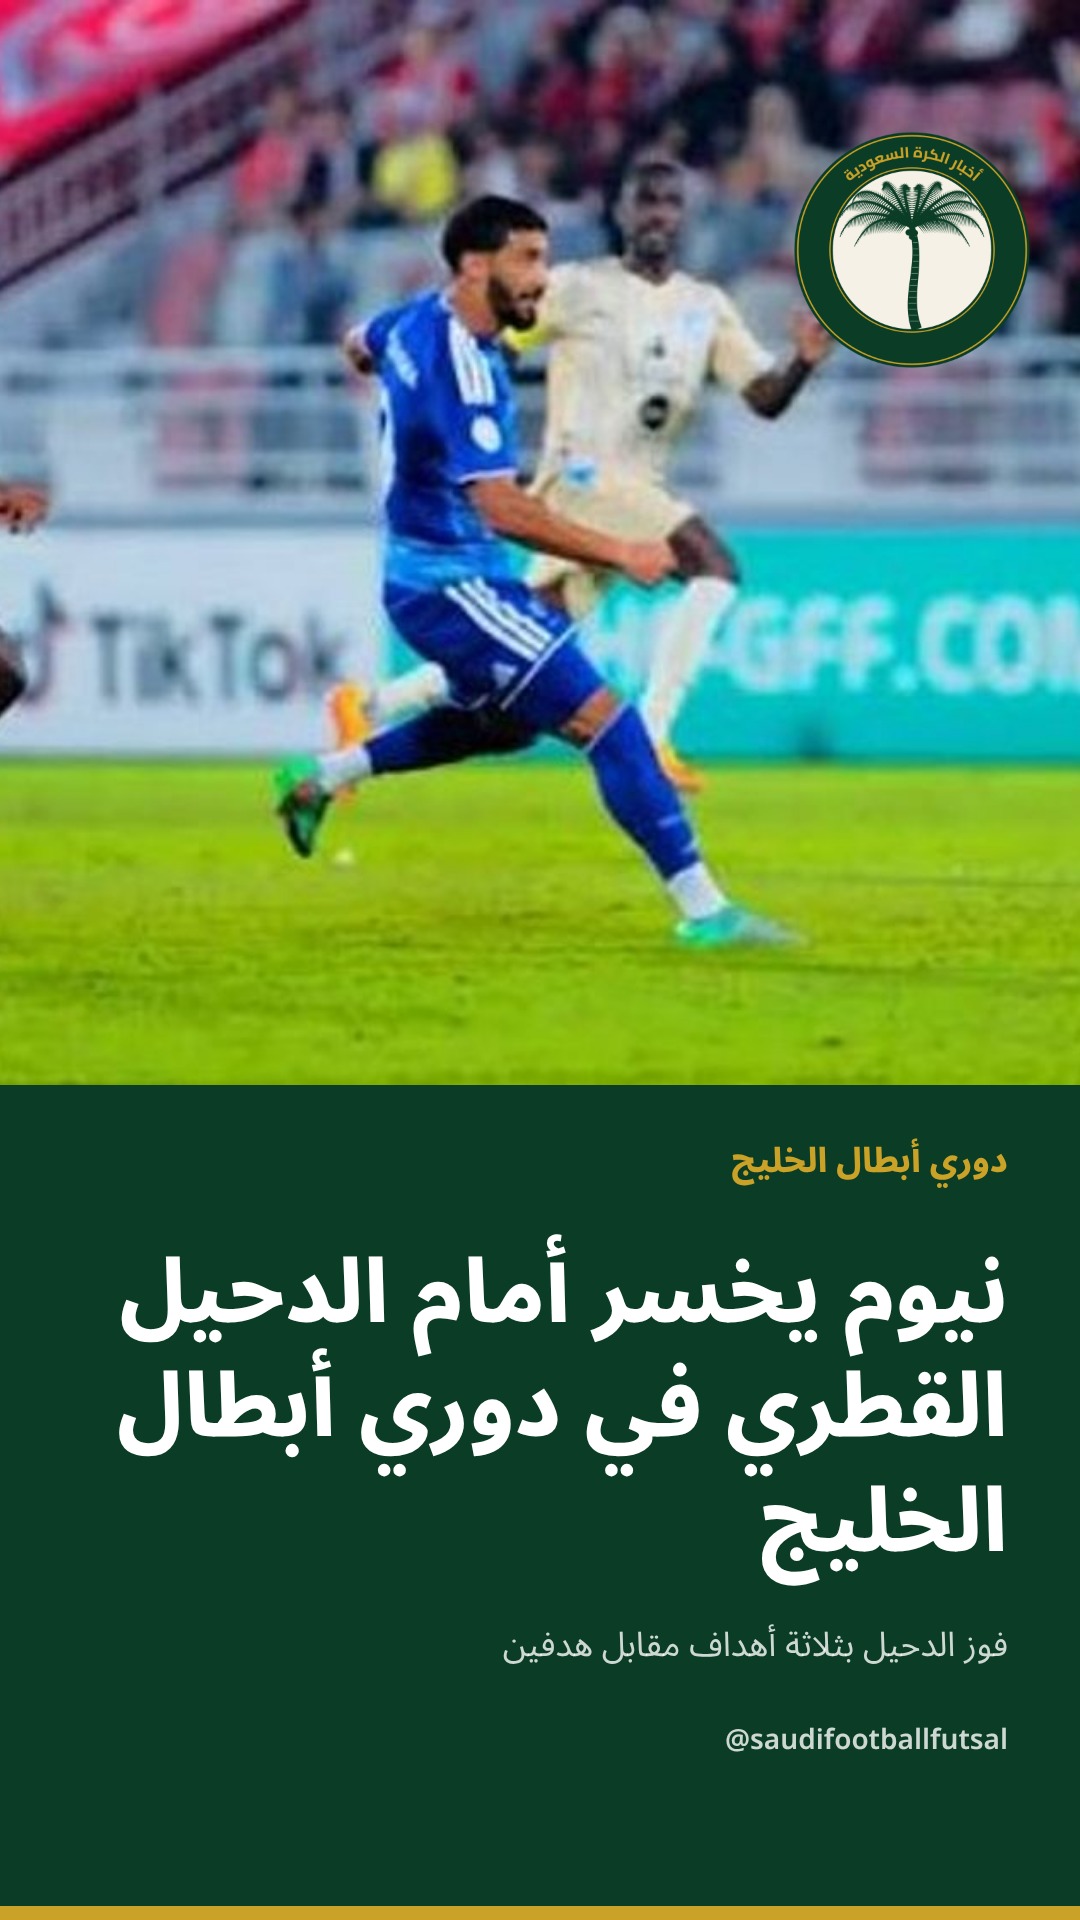 أخبار الكرة السعودية
TikTok
GFF.COM
دوري أبطال الخليج
نيوم يخسر أمام الدحيل
القطري في دوري أبطال
الخليج
فوز الدحيل بثلاثة أهداف مقابل هدفين
@saudifootballfutsal